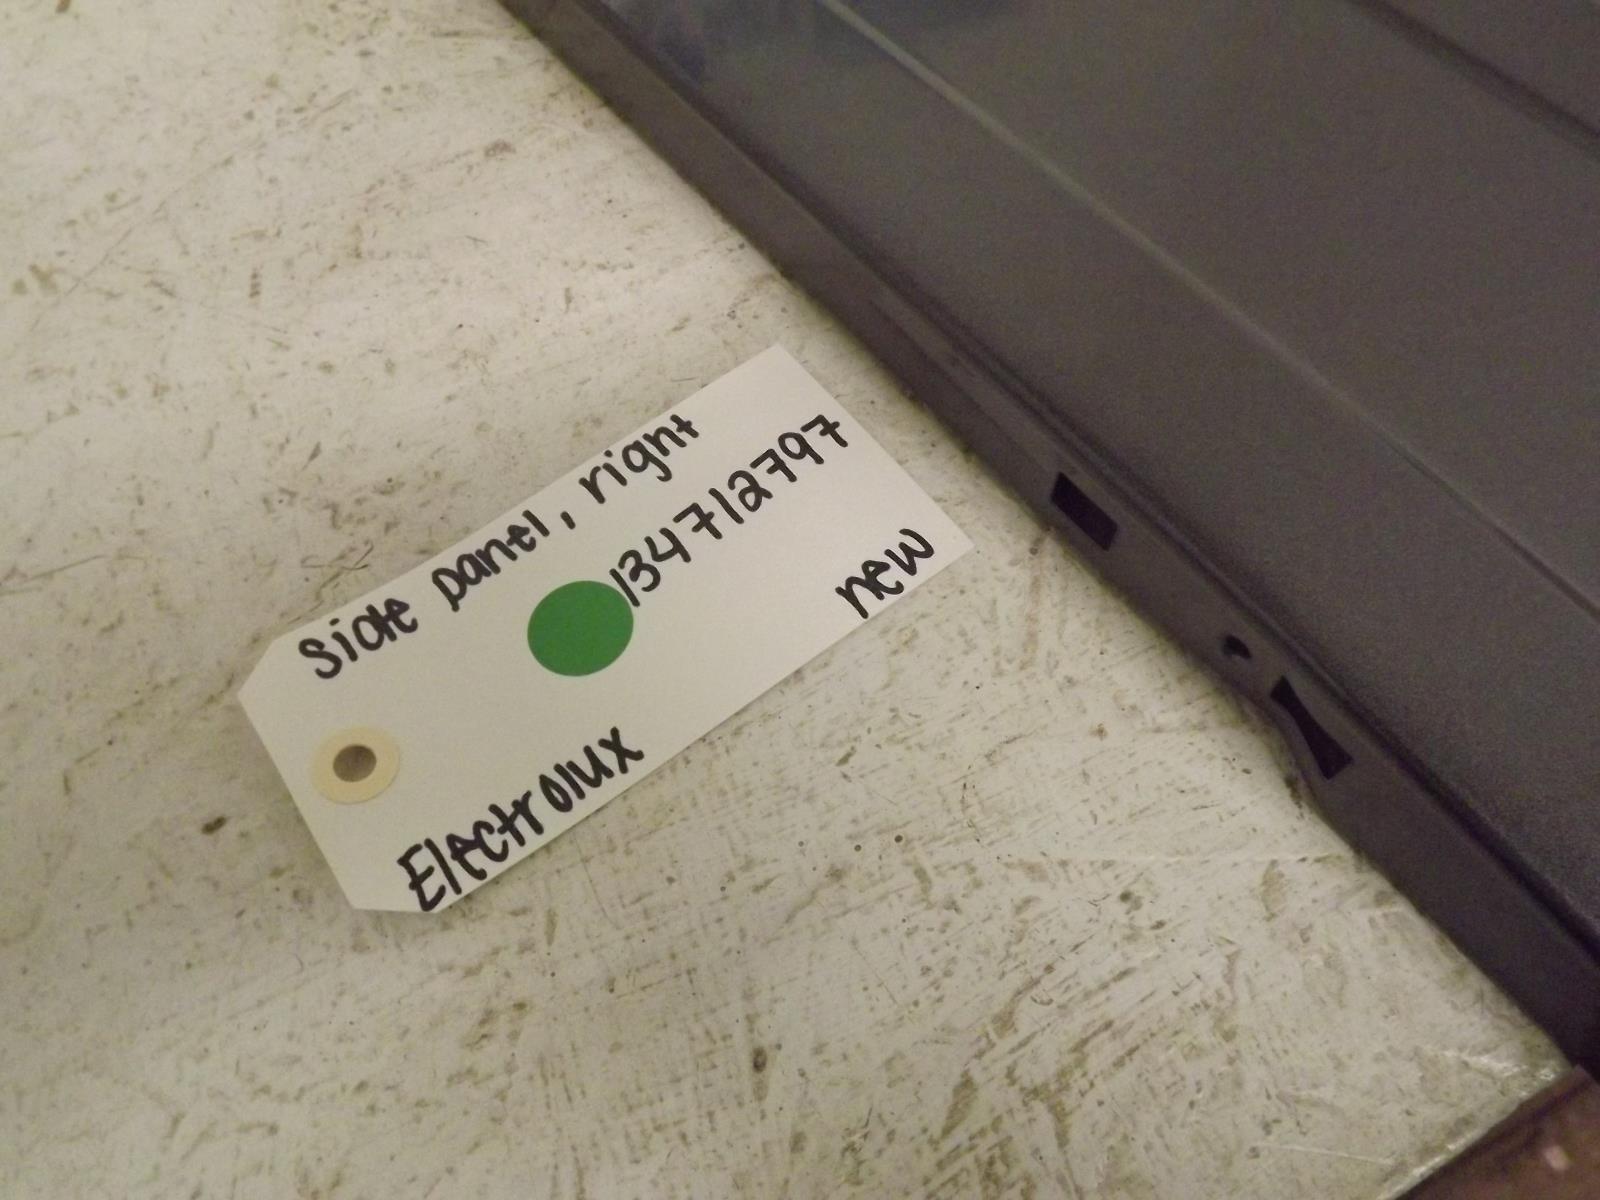 Side panel, right
134712797
new
Electrolux